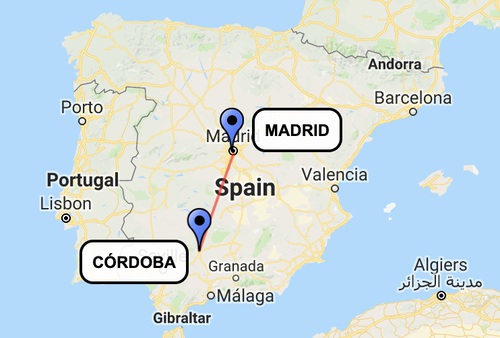 Andorra
Barcelona
Porto
MADRID
Madrid
Portugal
Spain
Valencia
Lisbon
CÓRDOBA
Granada
Algiers
مدينة الجزائر
Málaga
Gibraltar